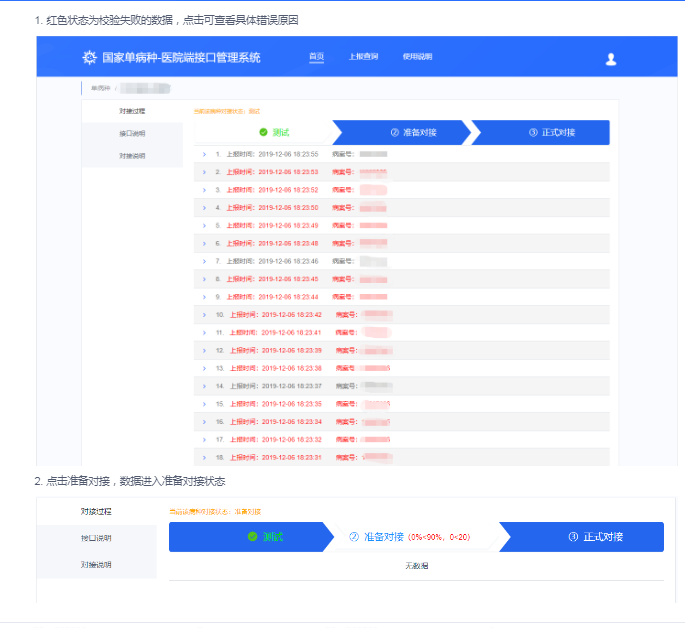 1. 红色状态为校验失败的数据，点击可查看具体错误原因
国家单病种-医院端接口管理系统 首页 上报查询 使用说明
单病种 /
对接过程
接口说明
对接说明
当前该病种对接状态：测试
测试 ② 准备对接 ③ 正式对接
1. 上报时间：2019-12-06 18:23:55 病案号：
2. 上报时间：2019-12-06 18:23:53 病案号：
3. 上报时间：2019-12-06 18:23:52 病案号：
4. 上报时间：2019-12-06 18:23:50 病案号：
5. 上报时间：2019-12-06 18:23:49 病案号：
6. 上报时间：2019-12-06 18:23:48 病案号：
7. 上报时间：2019-12-06 18:23:46 病案号：
8. 上报时间：2019-12-06 18:23:45 病案号：
9. 上报时间：2019-12-06 18:23:44 病案号：
10. 上报时间：2019-12-06 18:23:42 病案号：
11. 上报时间：2019-12-06 18:23:41 病案号：
12. 上报时间：2019-12-06 18:23:39 病案号：
13. 上报时间：2019-12-06 18:23:38 病案号：
14. 上报时间：2019-12-06 18:23:37 病案号：
15. 上报时间：2019-12-06 18:23:35 病案号：
16. 上报时间：2019-12-06 18:23:34 病案号：
17. 上报时间：2019-12-06 18:23:32 病案号：
18. 上报时间：2019-12-06 18:23:31 病案号：
2. 点击准备对接，数据进入准备对接状态
对接过程
接口说明
对接说明
当前该病种对接状态：准备对接
测试 ② 准备对接 (0%<90%，0<20) ③ 正式对接
无数据